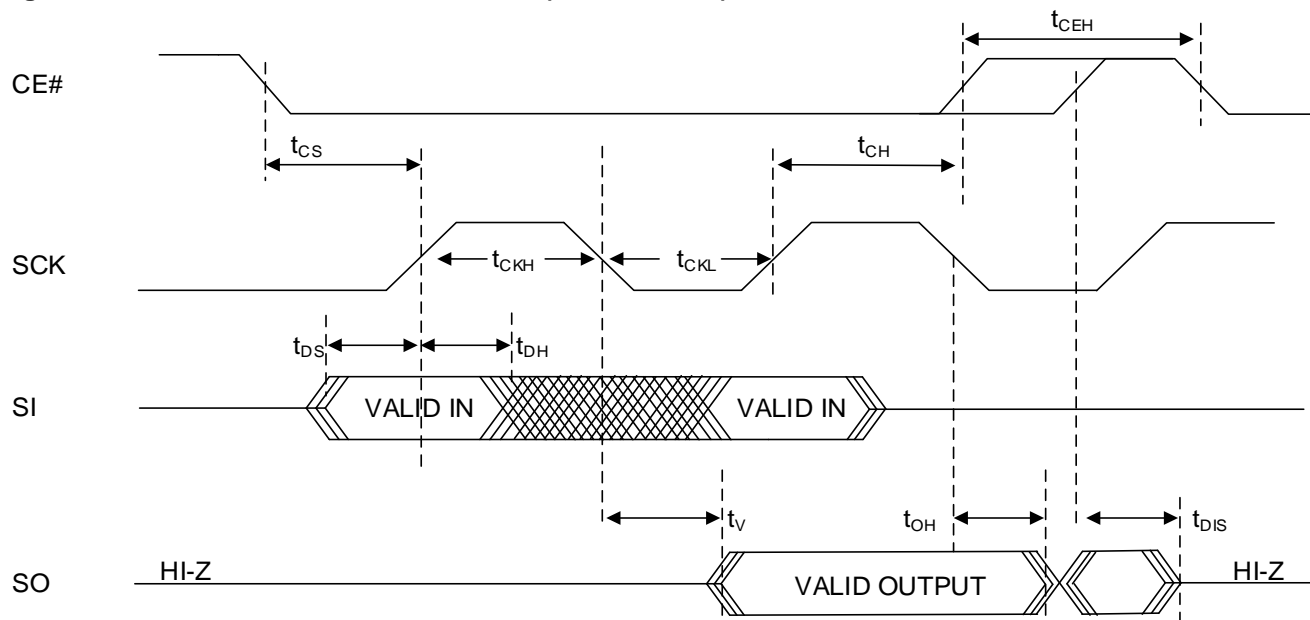 tCEH
CE#
tCS
tCH
SCK
tCKH
tCKL
tDS
tDH
SI
VALID IN
VALID IN
tV
tOH
tDIS
SO
HI-Z
VALID OUTPUT
HI-Z